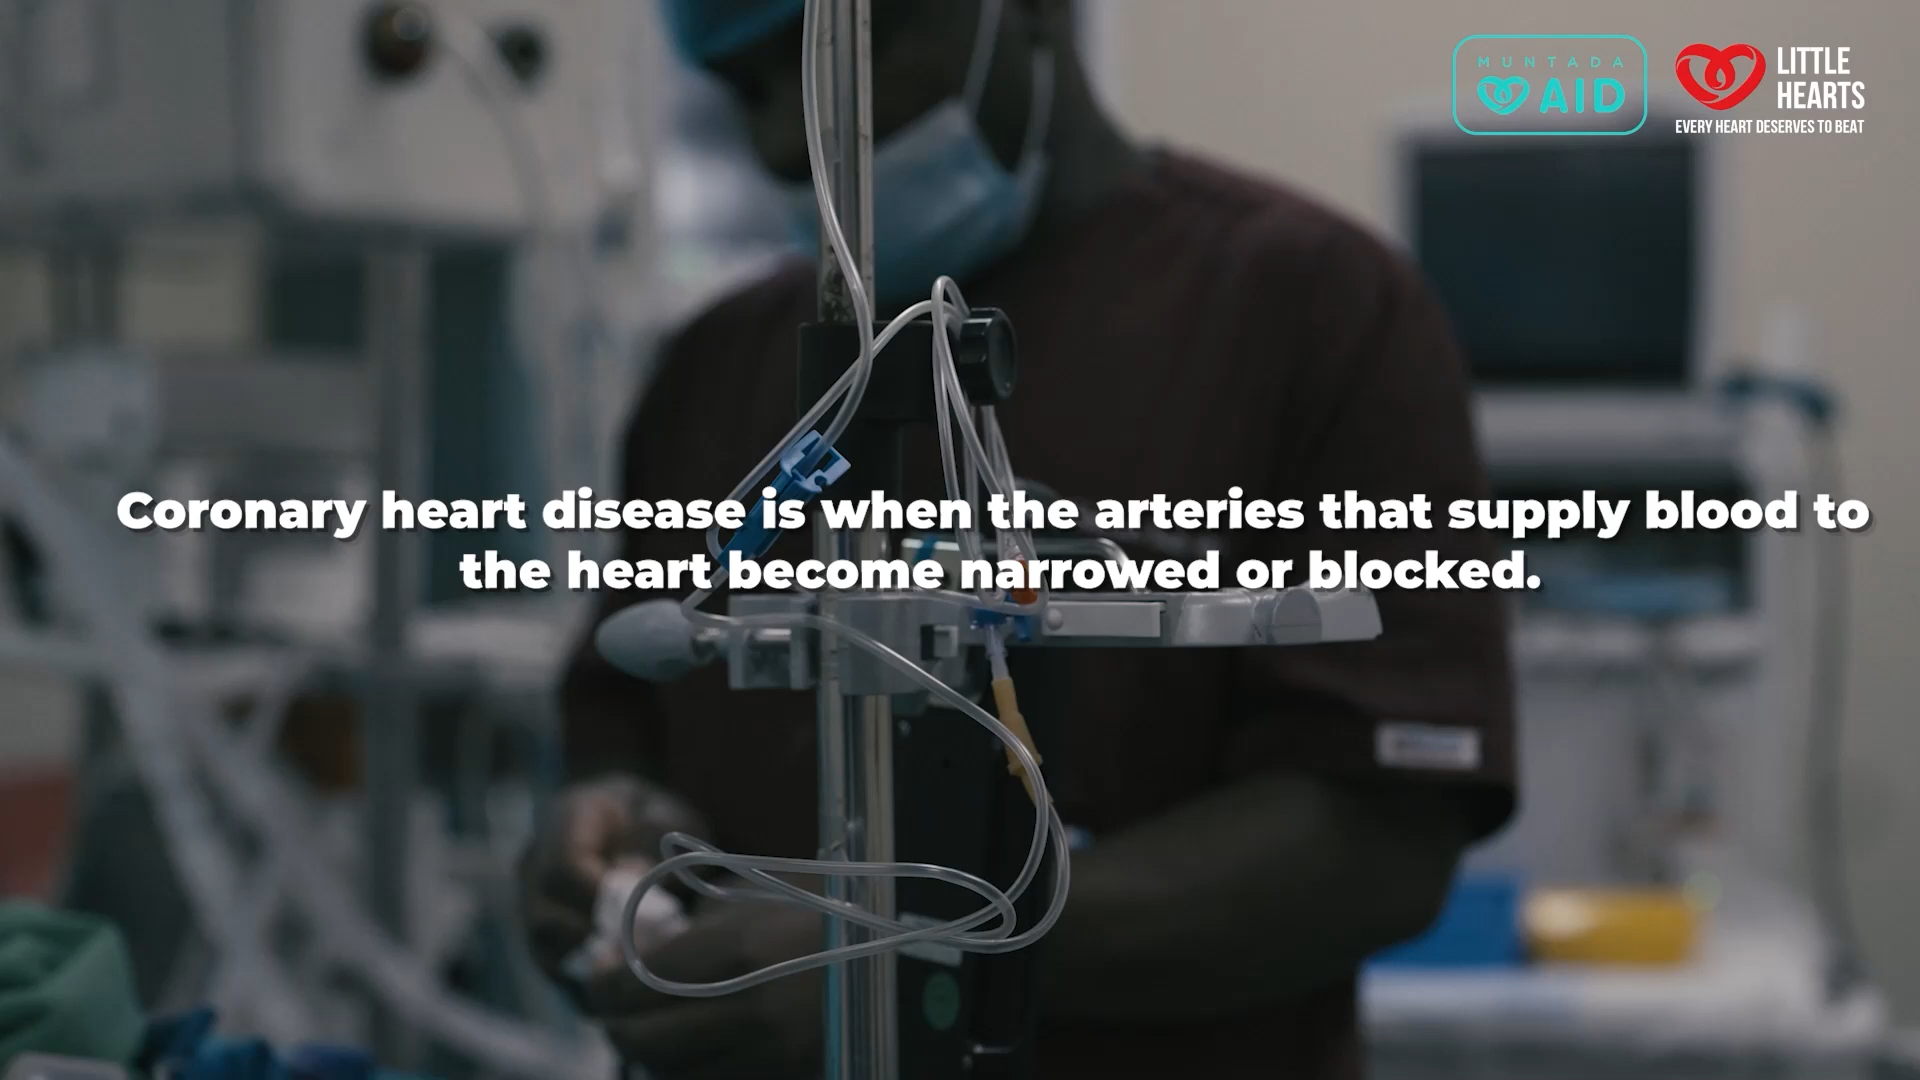 MUNTADA
AID
LITTLE
HEARTS
EVERY HEART DESERVES TO BEAT
Coronary heart disease is when the arteries that supply blood to
the heart become narrowed or blocked.